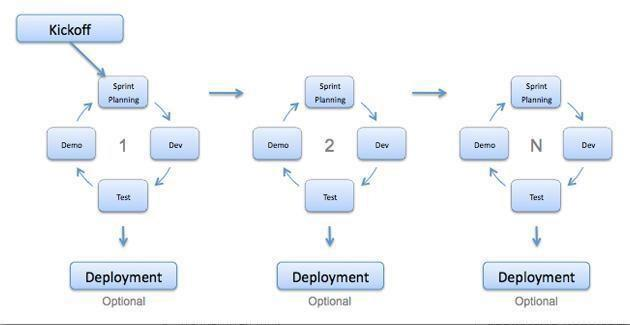 Kickoff
Sprint
Planning
Demo
1
Dev
Test
Deployment
Optional
Sprint
Planning
Demo
2
Dev
Test
Deployment
Optional
Sprint
Planning
Demo
N
Dev
Test
Deployment
Optional